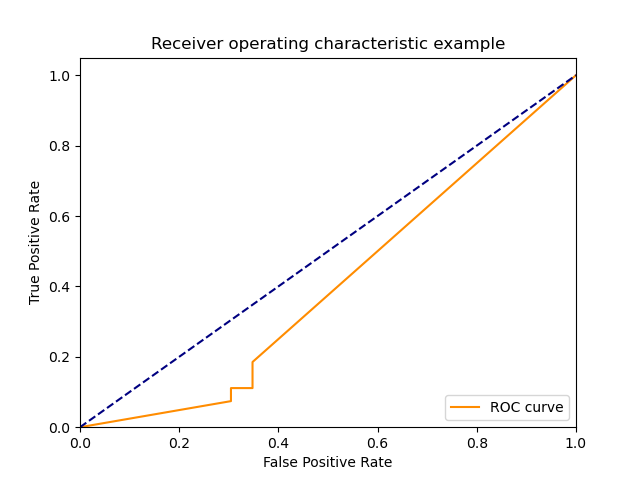 Receiver operating characteristic example
True Positive Rate
1.0
0.8
0.6
0.4
0.2
0.0
0.0 0.2 0.4 0.6 0.8 1.0
False Positive Rate
ROC curve